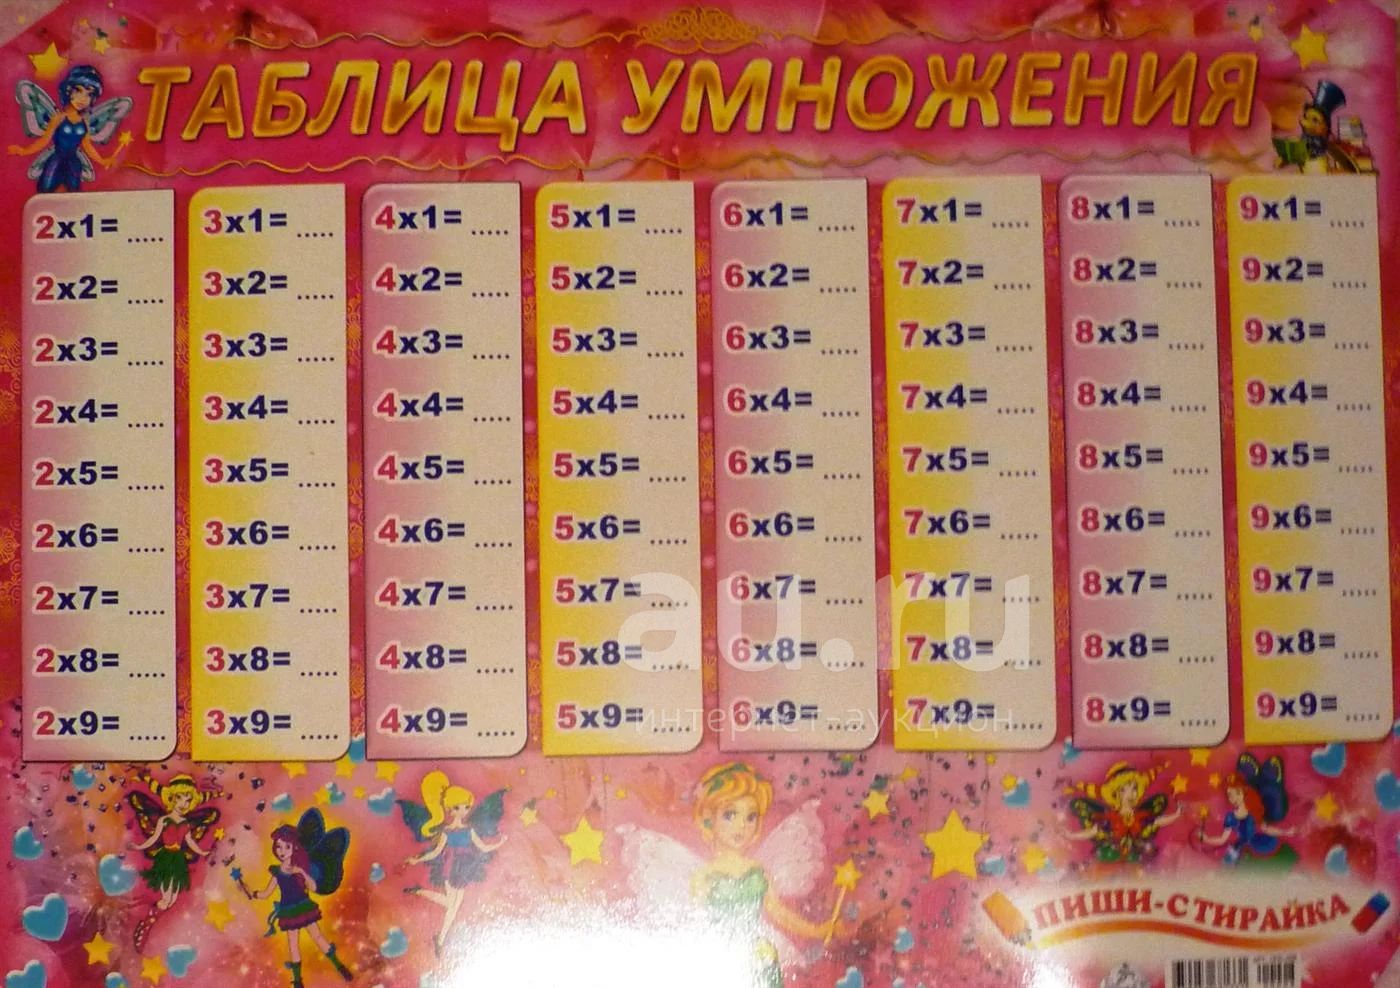 ТАБЛИЦА УМНОЖЕНИЯ
2x1= .....
2x2= .....
2x3= .....
2x4= .....
2x5= .....
2x6= .....
2x7= .....
2x8= .....
2x9= .....
3x1= .....
3x2= .....
3x3= .....
3x4= .....
3x5= .....
3x6= .....
3x7= .....
3x8= .....
3x9= .....
4x1= .....
4x2= .....
4x3= .....
4x4= .....
4x5= .....
4x6= .....
4x7= .....
4x8= .....
4x9= .....
5x1= .....
5x2= .....
5x3= .....
5x4= .....
5x5= .....
5x6= .....
5x7= .....
5x8= .....
5x9= .....
6x1= .....
6x2= .....
6x3= .....
6x4= .....
6x5= .....
6x6= .....
6x7= .....
6x8= .....
6x9= .....
7x1= .....
7x2= .....
7x3= .....
7x4= .....
7x5= .....
7x6= .....
7x7= .....
7x8= .....
7x9= .....
8x1= .....
8x2= .....
8x3= .....
8x4= .....
8x5= .....
8x6= .....
8x7= .....
8x8= .....
8x9= .....
9x1= .....
9x2= .....
9x3= .....
9x4= .....
9x5= .....
9x6= .....
9x7= .....
9x8= .....
9x9= .....
au.ru
интернет-аукцион
ПИШИ-СТИРАЙКА